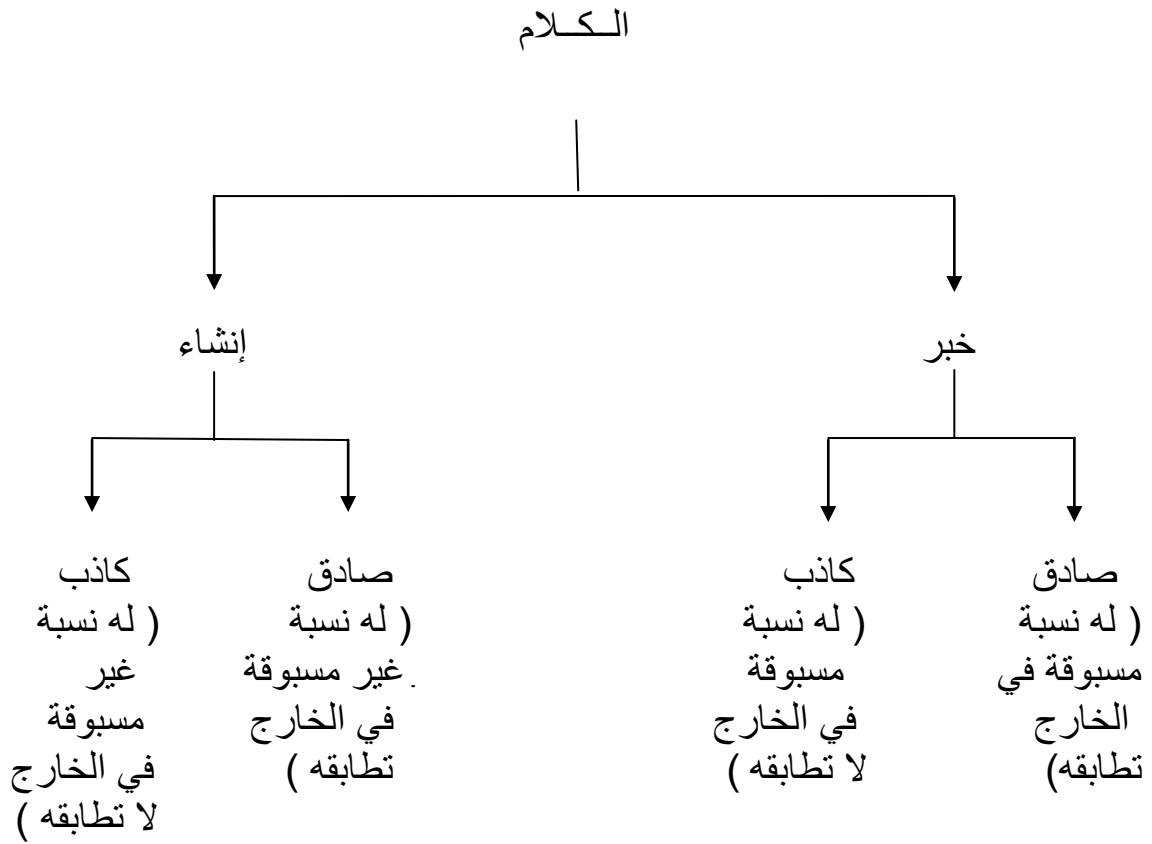 الــكــلام
خبر
إنشاء
صادق
( له نسبة
مسبوقة في
الخارج
تطابقه)
كاذب
( له نسبة
مسبوقة
في الخارج
لا تطابقه )
صادق
( له نسبة
غير مسبوقة
في الخارج
تطابقه )
كاذب
( له نسبة
غير
مسبوقة
في الخارج
لا تطابقه )